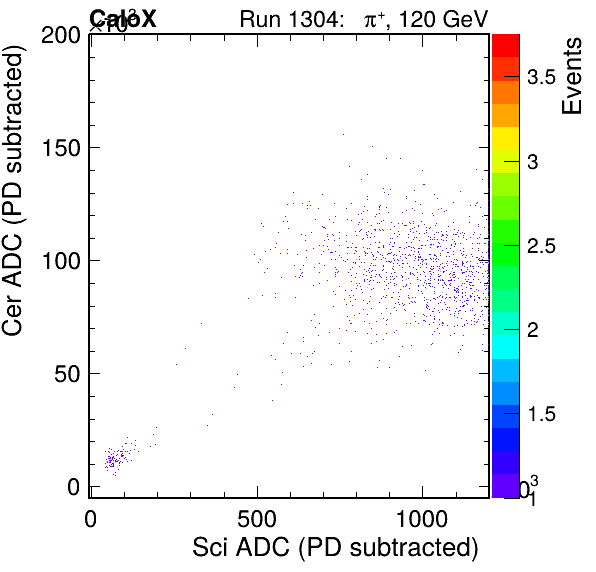 CaloX Run 1304: π⁺, 120 GeV
×10³
200
150
100
50
0
0 500 1000
Cer ADC (PD subtracted)
Sci ADC (PD subtracted)
3.5
3
2.5
2
1.5
1
Events